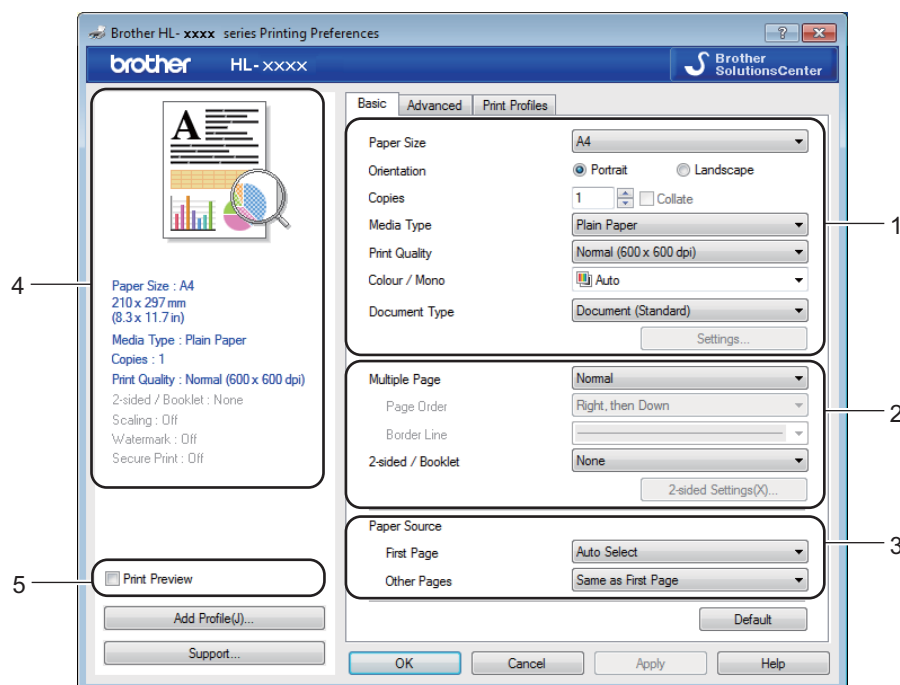 Brother HL- xxxx series Printing Preferences
brother HL-xxxx
Brother
SolutionsCenter
A
Paper Size : A4
210 x 297 mm
(8.3 x 11.7 in)
Media Type : Plain Paper
Copies : 1
Print Quality : Normal (600 x 600 dpi)
2-sided / Booklet : None
Scaling : Off
Watermark : Off
Secure Print : Off
4
Print Preview
5
Add Profile(J)...
Support...
Basic Advanced Print Profiles
Paper Size A4
Orientation Portrait Landscape
Copies 1 Collate
Media Type Plain Paper
1
Print Quality Normal (600 x 600 dpi)
Colour / Mono Auto
Document Type Document (Standard)
Settings...
Multiple Page Normal
Page Order Right, then Down
2
Border Line
2-sided / Booklet None
2-sided Settings(X)...
Paper Source
First Page Auto Select
3
Other Pages Same as First Page
Default
OK Cancel Apply Help